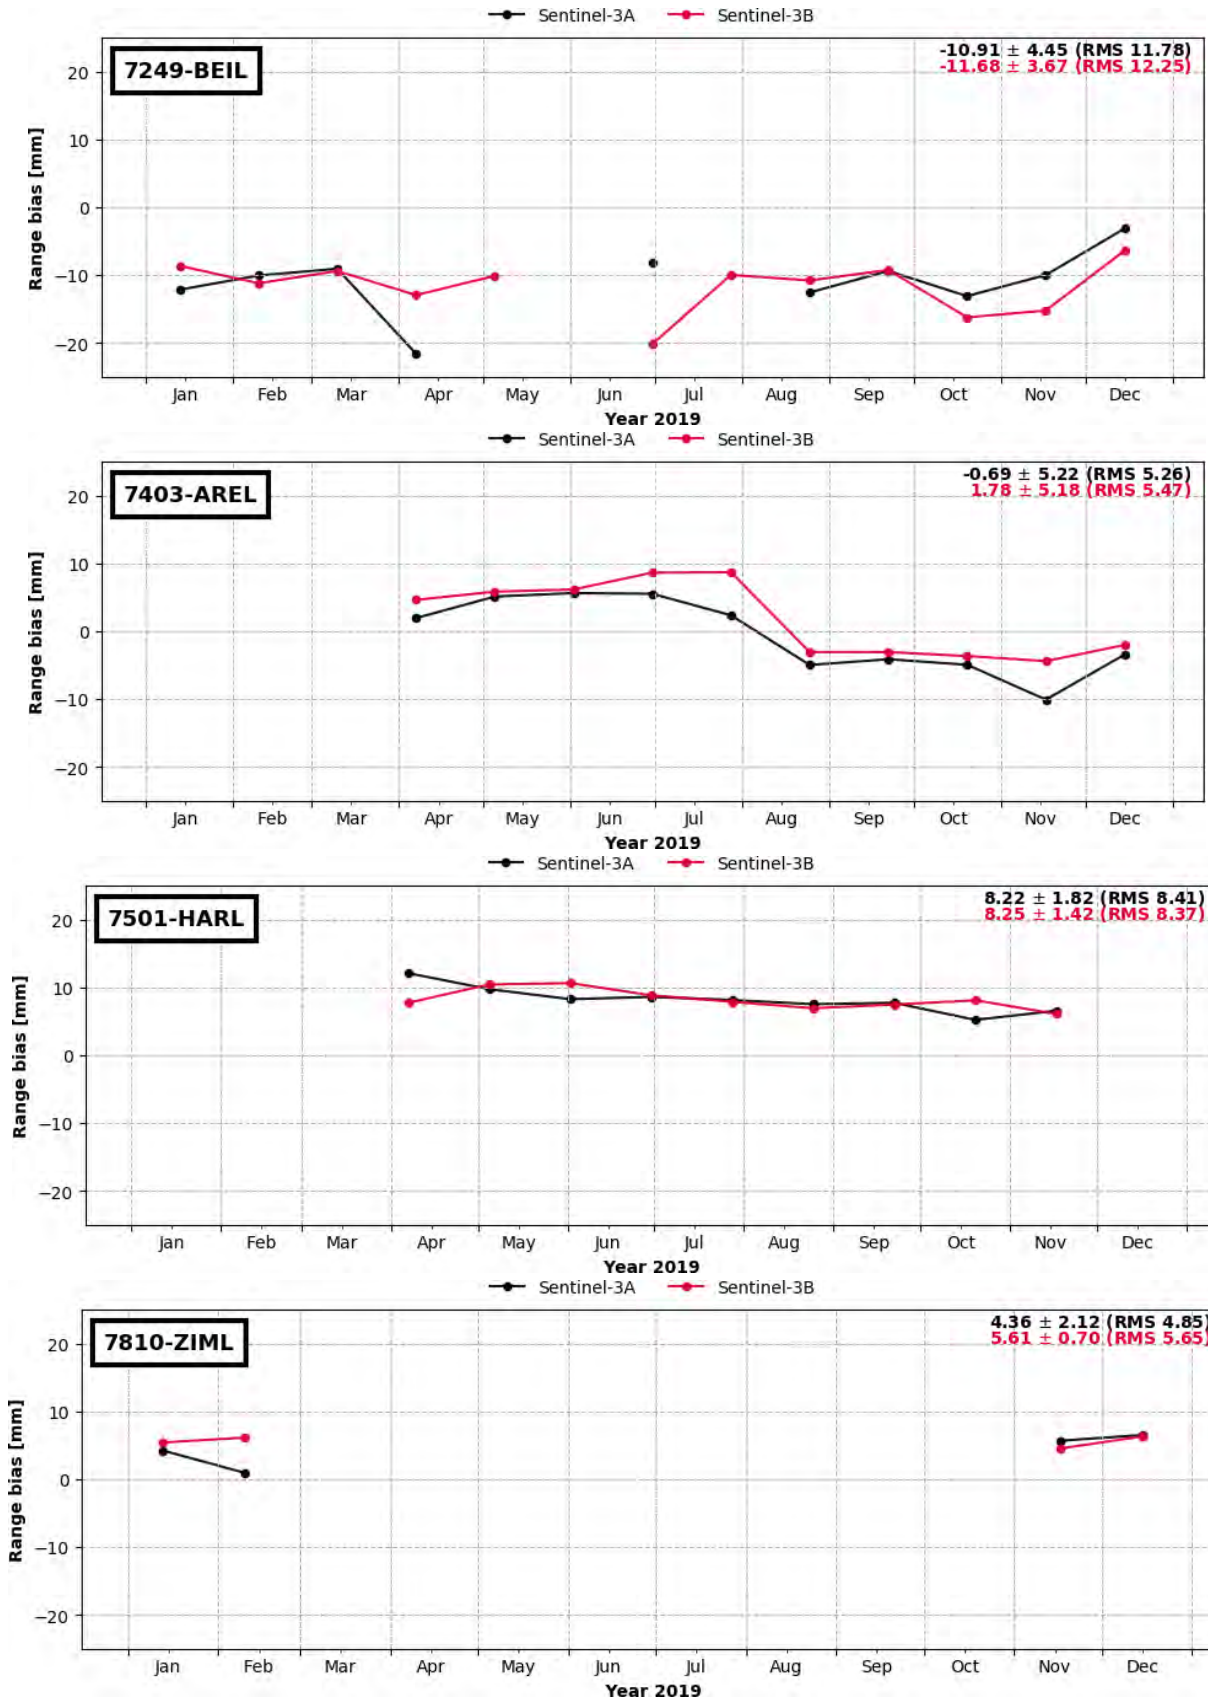 Sentinel-3A Sentinel-3B
7249-BEIL
-10.91 ± 4.45 (RMS 11.78)
-11.68 ± 3.67 (RMS 12.25)
Range bias [mm]
20
10
0
−10
−20
Jan Feb Mar Apr May Jun Jul Aug Sep Oct Nov Dec
Year 2019
Sentinel-3A Sentinel-3B
7403-AREL
-0.69 ± 5.22 (RMS 5.26)
1.78 ± 5.18 (RMS 5.47)
Range bias [mm]
20
10
0
−10
−20
Jan Feb Mar Apr May Jun Jul Aug Sep Oct Nov Dec
Year 2019
Sentinel-3A Sentinel-3B
7501-HARL
8.22 ± 1.82 (RMS 8.41)
8.25 ± 1.42 (RMS 8.37)
Range bias [mm]
20
10
0
−10
−20
Jan Feb Mar Apr May Jun Jul Aug Sep Oct Nov Dec
Year 2019
Sentinel-3A Sentinel-3B
7810-ZIML
4.36 ± 2.12 (RMS 4.85)
5.61 ± 0.70 (RMS 5.65)
Range bias [mm]
20
10
0
−10
−20
Jan Feb Mar Apr May Jun Jul Aug Sep Oct Nov Dec
Year 2019